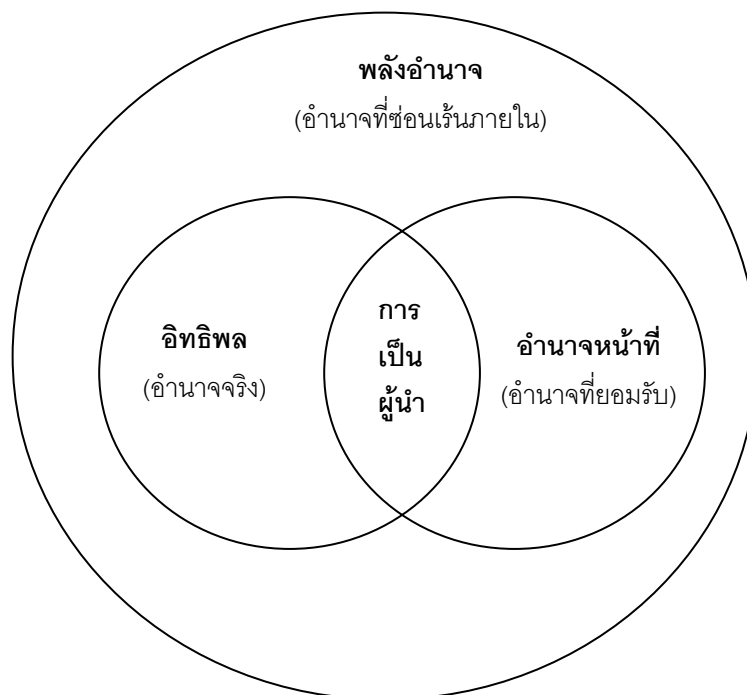 พลังอำนาจ
(อำนาจที่ซ่อนเร้นภายใน)
อิทธิพล
(อำนาจจริง)
การ
เป็น
ผู้นำ
อำนาจหน้าที่
(อำนาจที่ยอมรับ)